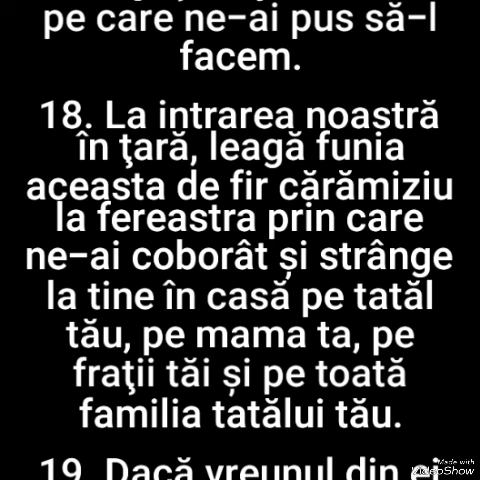 pe care ne-ai pus să-l
facem.
18. La intrarea noastră
în ţară, leagă funia
aceasta de fir cărămiziu
la fereastra prin care
ne-ai coborât și strânge
la tine în casă pe tatăl
tău, pe mama ta, pe
fraţii tăi și pe toată
familia tatălui tău.
19. Dacă vreunul din ei
Made with
VideoShow